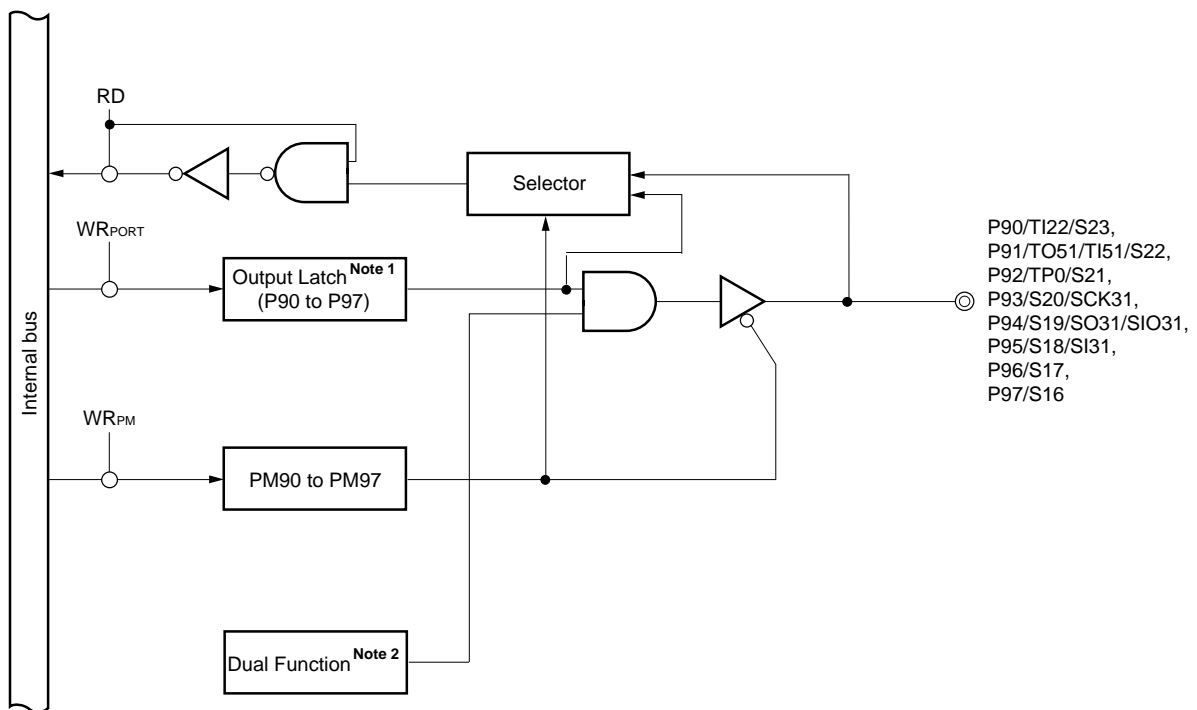 RD
Selector
WRPORT
Output Latch Note 1
(P90 to P97)
P90/TI22/S23,
P91/TO51/TI51/S22,
P92/TP0/S21,
P93/S20/SCK31,
P94/S19/SO31/SIO31,
P95/S18/SI31,
P96/S17,
P97/S16
Internal bus
WRPM
PM90 to PM97
Dual Function Note 2